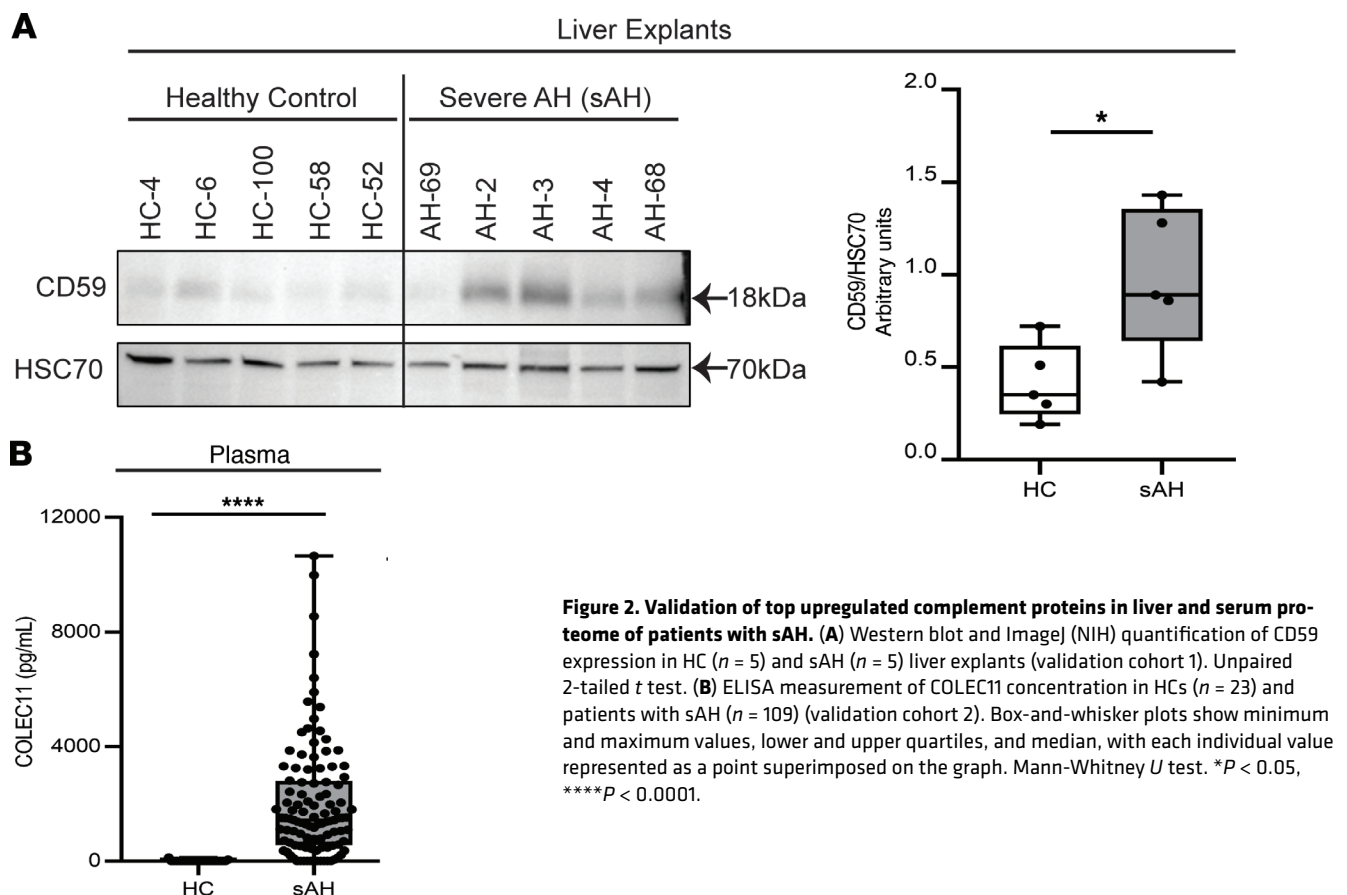 A
Liver Explants
Healthy Control
Severe AH (sAH)
HC-4
HC-6
HC-100
HC-58
HC-52
AH-69
AH-2
AH-3
AH-4
AH-68
CD59
18kDa
HSC70
70kDa
CD59/HSC70
Arbitrary units
2.0
1.5
1.0
0.5
0.0
*
HC
sAH
B
Plasma
****
COLEC11 (pg/mL)
12000
8000
4000
0
HC
sAH
Figure 2. Validation of top upregulated complement proteins in liver and serum pro-
teome of patients with sAH. (A) Western blot and ImageJ (NIH) quantification of CD59
expression in HC (n = 5) and sAH (n = 5) liver explants (validation cohort 1). Unpaired
2-tailed t test. (B) ELISA measurement of COLEC11 concentration in HCs (n = 23) and
patients with sAH (n = 109) (validation cohort 2). Box-and-whisker plots show minimum
and maximum values, lower and upper quartiles, and median, with each individual value
represented as a point superimposed on the graph. Mann-Whitney U test. *P < 0.05,
****P < 0.0001.